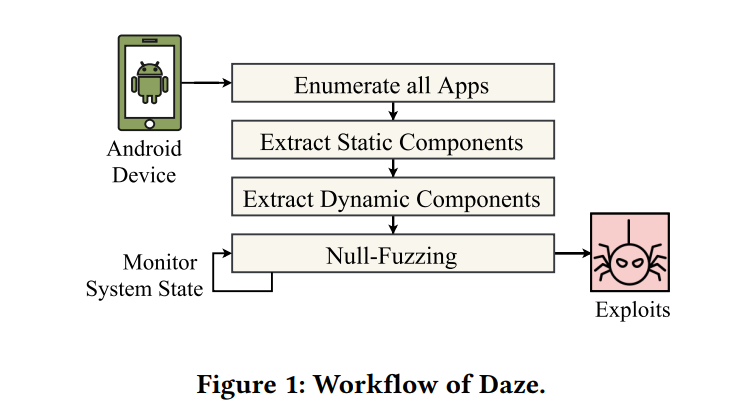 Enumerate all Apps
Android
Device
Extract Static Components
Extract Dynamic Components
Null-Fuzzing
Monitor
System State
Exploits
Figure 1: Workflow of Daze.